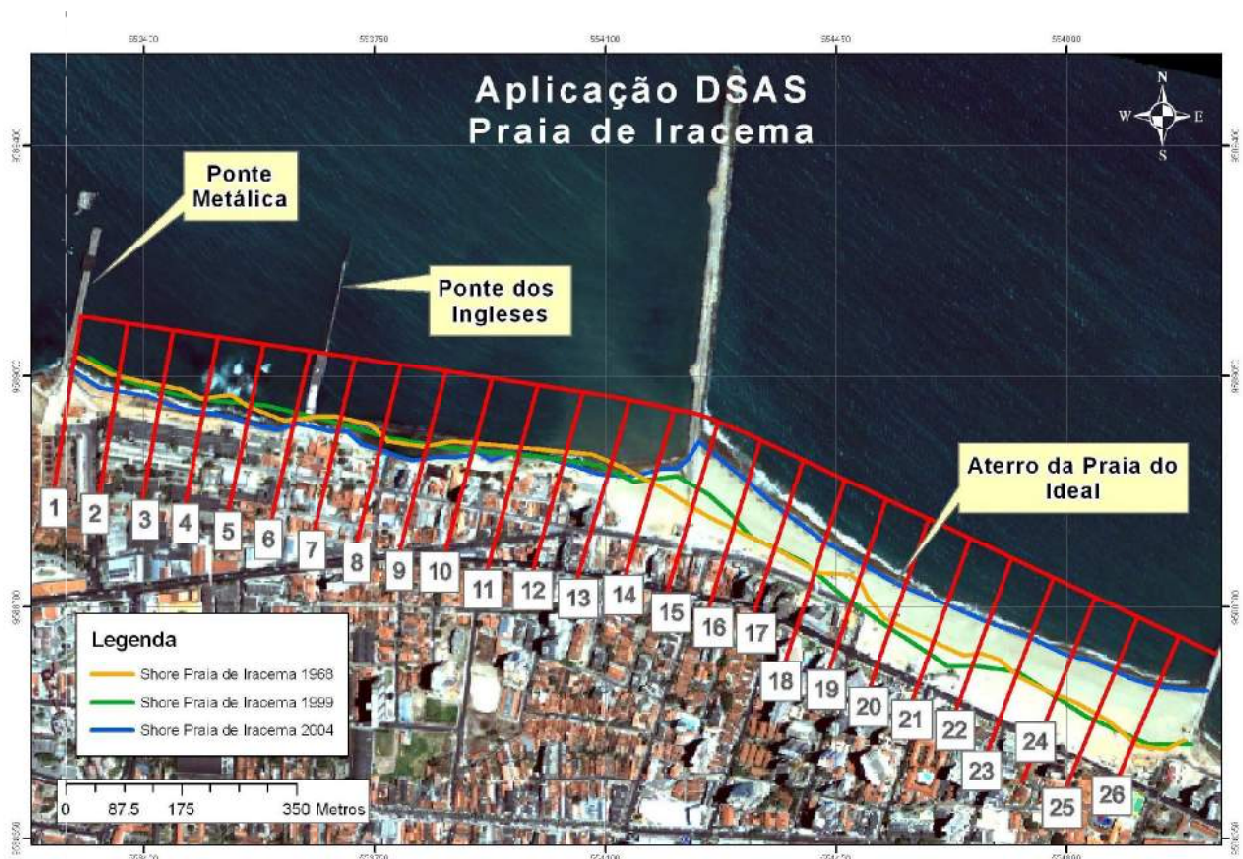 553750
554100
554450
Aplicação DSAS
Praia de Iracema
N
W E
S
Ponte
Metálica
Ponte dos
Ingleses
Aterro da Praia do
Ideal
1
2
3
4
5
6
7
8
9
10
11
12
13
14
15
16
17
18
19
20
21
22
23
24
25
26
Legenda
Shore Praia de Iracema 1968
Shore Praia de Iracema 1999
Shore Praia de Iracema 2004
0 87.5 175 350 Metros